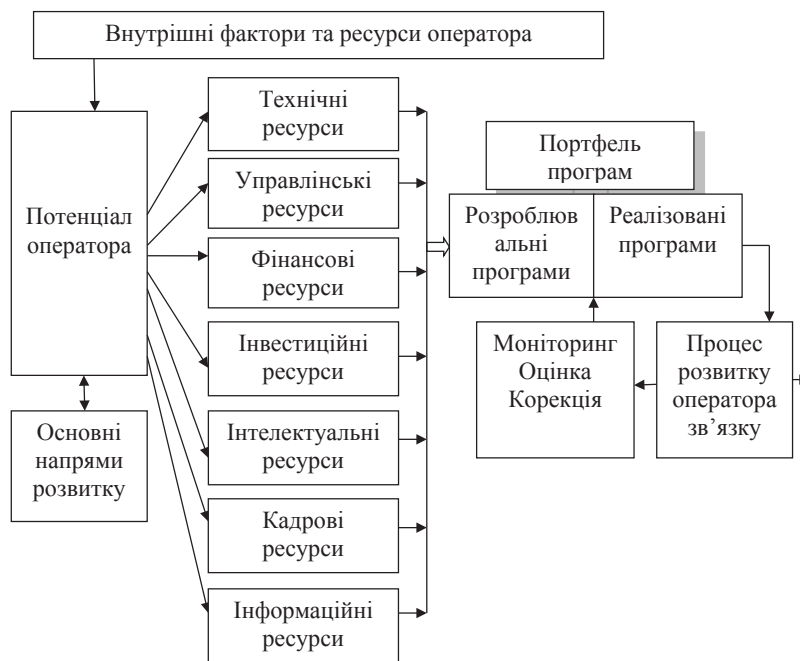 Внутрішні фактори та ресурси оператора
Потенціал
оператора
Основні
напрями
розвитку
Технічні
ресурси
Управлінські
ресурси
Фінансові
ресурси
Інвестиційні
ресурси
Інтелектуальні
ресурси
Кадрові
ресурси
Інформаційні
ресурси
Портфель
програм
Розроблюв
альні
програми
Реалізовані
програми
Моніторинг
Оцінка
Корекція
Процес
розвитку
оператора
зв’язку